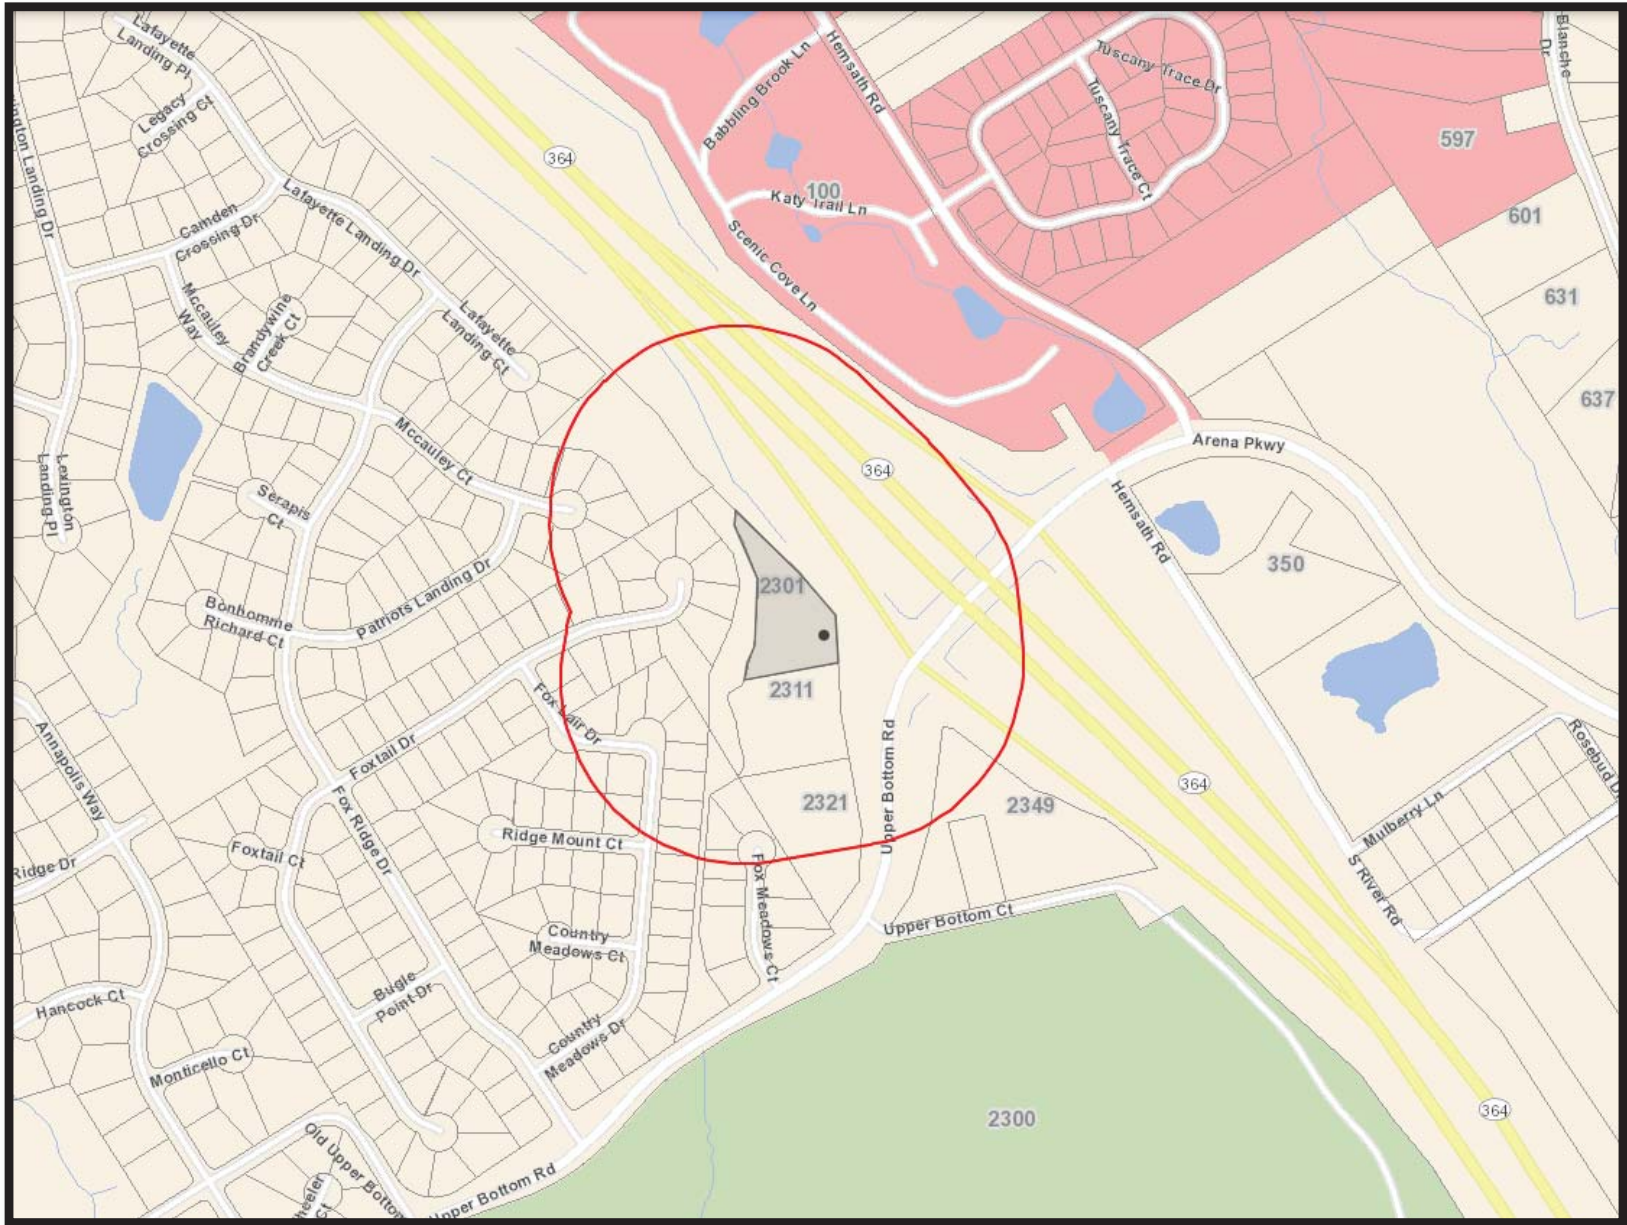 Lafayette
Landing Pl
Legacy
Crossing Ct
ington Landing Dr
Camden
Crossing Dr
Lafayette Landing Dr
Mccauley
Way
Brandywine
Creek Ct
Lafayette
Landing Ct
364
Babbling Brook Ln
Hemsath Rd
Tuscany Trace Dr
Tuscany Trace Ct
Blanche
Dr
597
100
Katy Trail Ln
601
Scenic Cove Ln
631
637
Arena Pkwy
Mccauley Ct
364
Lexington
Landing Pl
Serapis
Ct
Hemsath Rd
350
2301
Patriots Landing Dr
Bonhomme
Richard Ct
2311
Fox Lair Dr
Foxtail Dr
Annapolis Way
Upper Bottom Rd
364
Rosebud Dr
2321
2349
Mulberry Ln
Fox Ridge Dr
Ridge Mount Ct
Foxtail Ct
Ridge Dr
Fox Meadows Ct
S River Rd
Upper Bottom Ct
Country
Meadows Ct
Bugle
Point Dr
Hancock Ct
Country
Meadows Dr
Monticello Ct
2300
364
Old Upper Bottom
Upper Bottom Rd
heeler
Ct